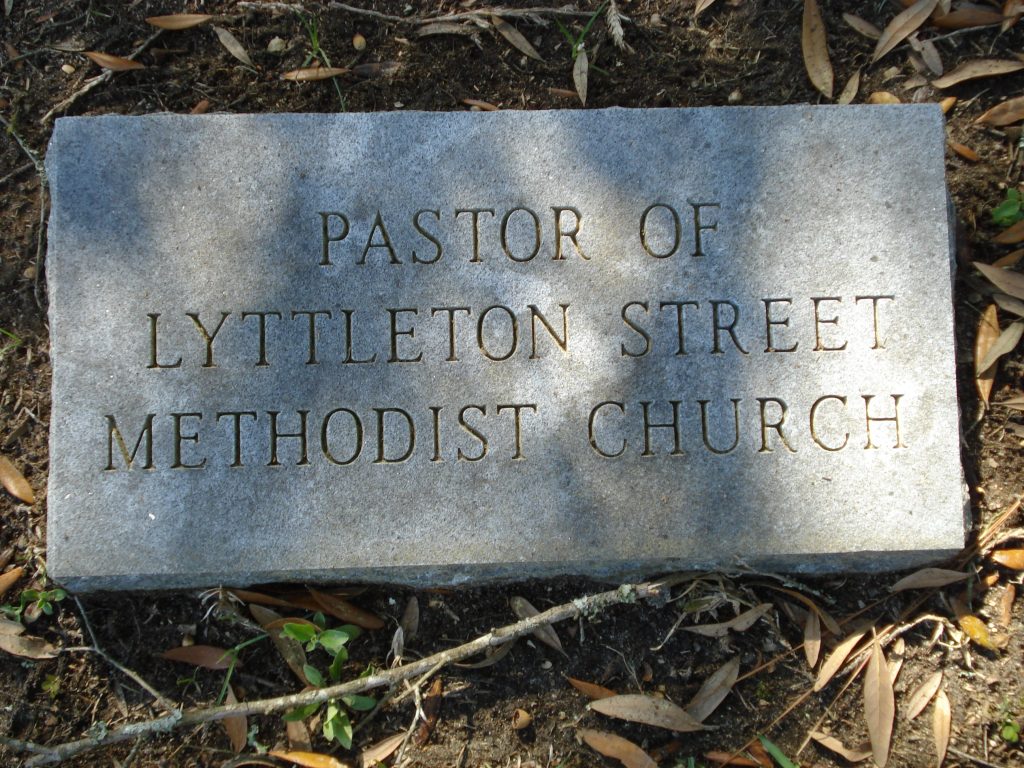 PASTOR OF
LYTTLETON STREET
METHODIST CHURCH